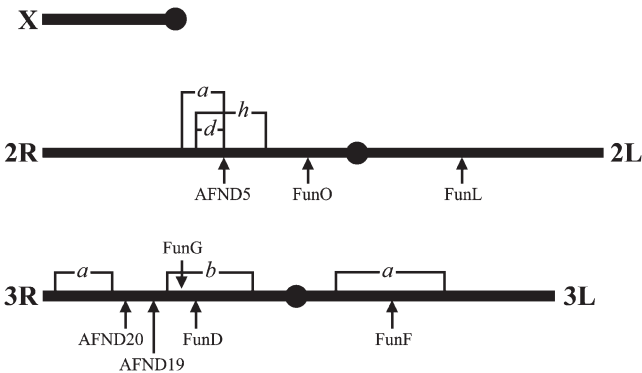 X
a
h
d
2R 2L
AFND5 FunO FunL
FunG
a b a
3R 3L
AFND20 FunD FunF
AFND19